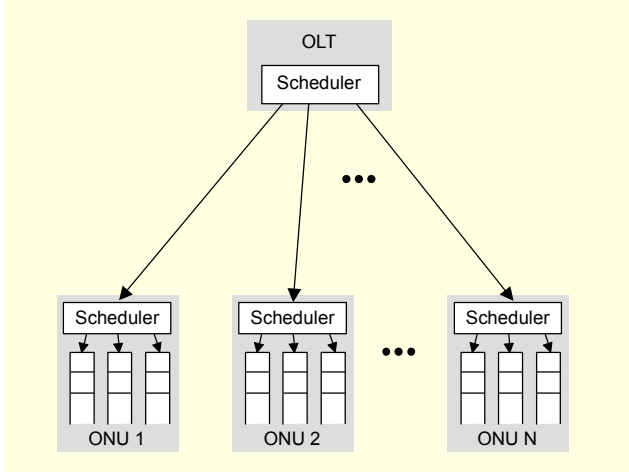 OLT
Scheduler
•••
Scheduler
Scheduler
•••
Scheduler
ONU 1
ONU 2
ONU N